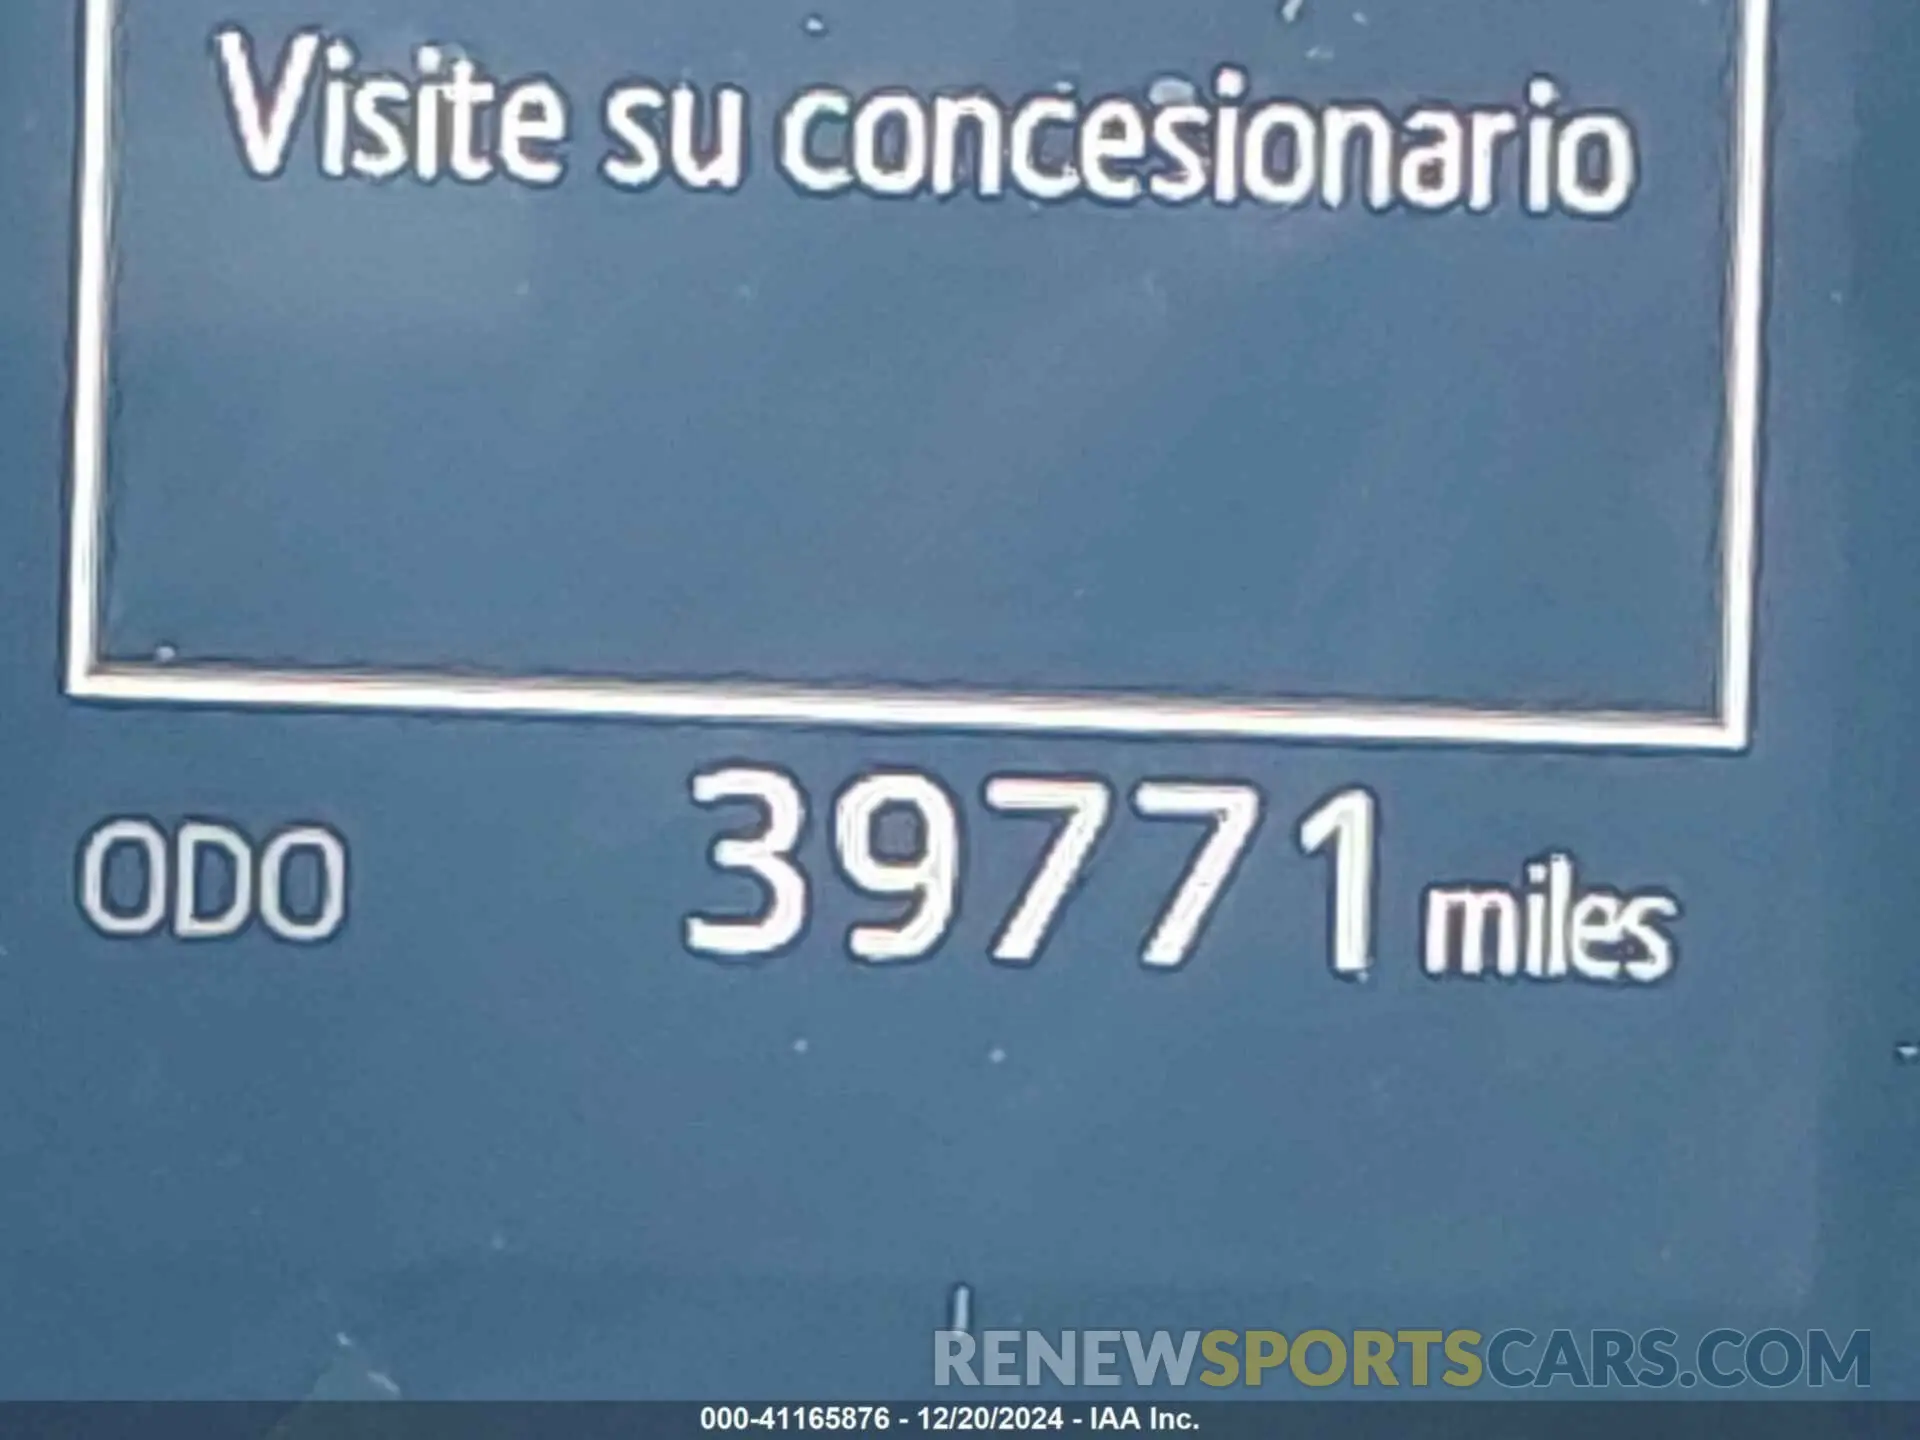 Visite su concesionario
ODO 39771 miles
RENEWSPORTSCARS.COM
000-41165876 - 12/20/2024 - IAA Inc.